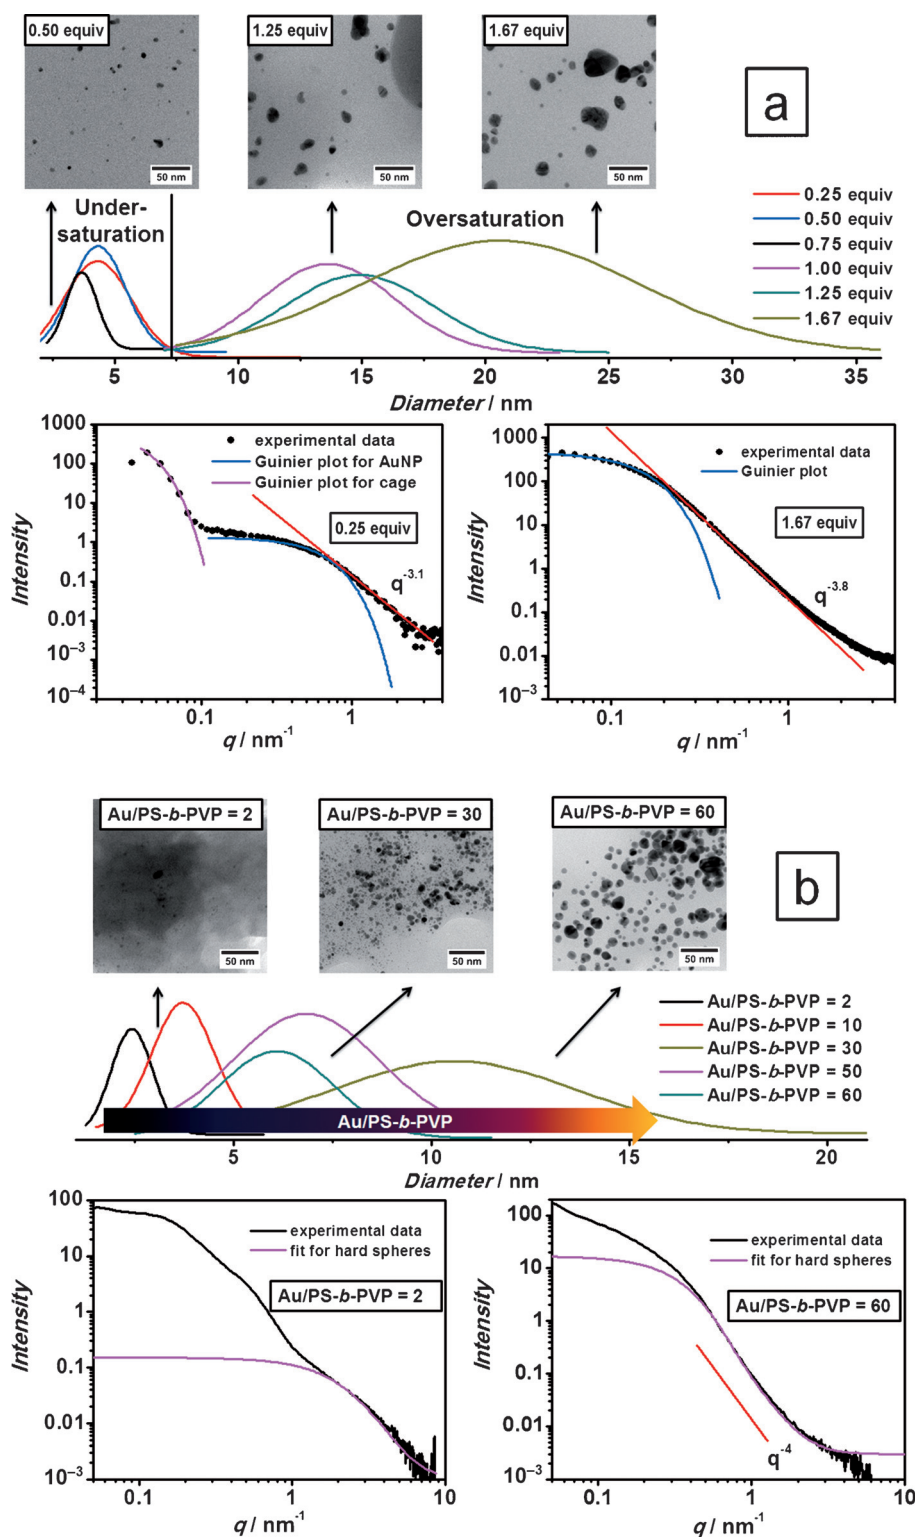 0.50 equiv
1.25 equiv
1.67 equiv
a
50 nm
50 nm
50 nm
Under-
saturation
Oversaturation
0.25 equiv
0.50 equiv
0.75 equiv
1.00 equiv
1.25 equiv
1.67 equiv
5 10 15 20 25 30 35
Diameter / nm
1000
100
10
1
0.1
0.01
10⁻³
10⁻⁴
Intensity
experimental data
Guinier plot for AuNP
Guinier plot for cage
0.25 equiv
q⁻³·¹
0.1 1
q / nm⁻¹
1000
100
10
1
0.1
0.01
10⁻³
Intensity
experimental data
Guinier plot
1.67 equiv
q⁻³·⁸
0.1 1
q / nm⁻¹
Au/PS-b-PVP = 2
Au/PS-b-PVP = 30
Au/PS-b-PVP = 60
b
50 nm
50 nm
50 nm
Au/PS-b-PVP = 2
Au/PS-b-PVP = 10
Au/PS-b-PVP = 30
Au/PS-b-PVP = 50
Au/PS-b-PVP = 60
Au/PS-b-PVP
5 10 15 20
Diameter / nm
100
10
1
0.1
0.01
10⁻³
Intensity
experimental data
fit for hard spheres
Au/PS-b-PVP = 2
0.1 1 10
q / nm⁻¹
100
10
1
0.1
0.01
10⁻³
Intensity
experimental data
fit for hard spheres
Au/PS-b-PVP = 60
q⁻⁴
0.1 1 10
q / nm⁻¹